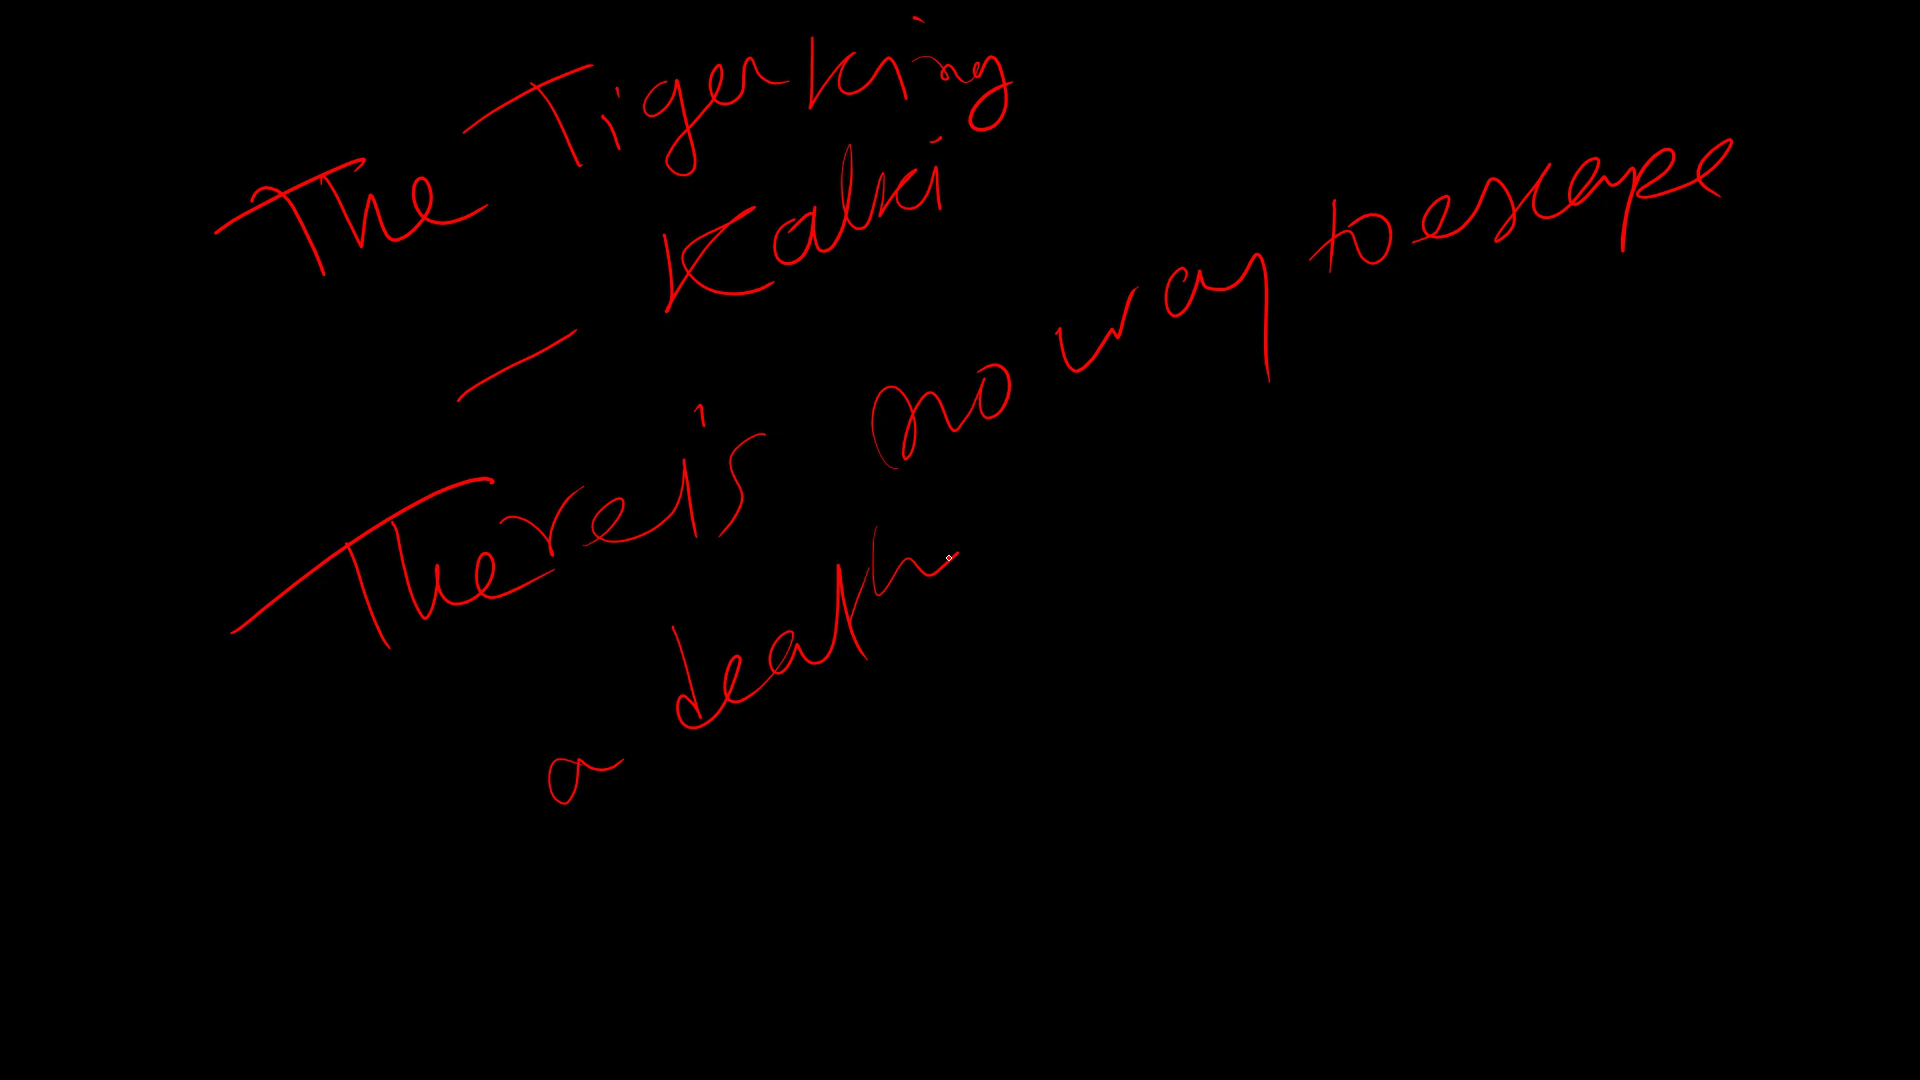 The Tiger King
- Kalki
There is no way to escape
a death